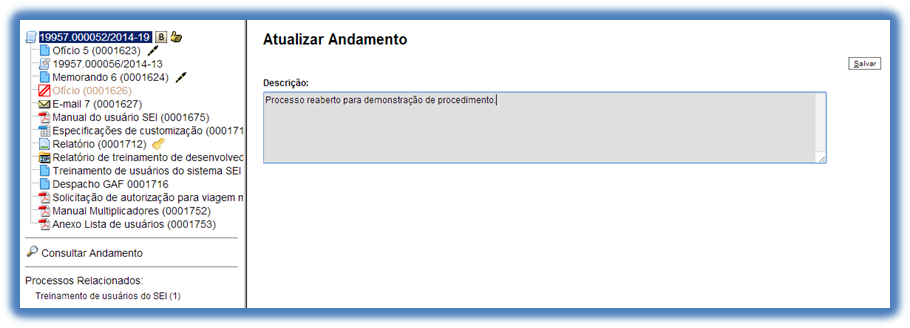 19957.000052/2014-19 B
Ofício 5 (0001623)
19957.000056/2014-13
Memorando 6 (0001624)
Ofício (0001626)
E-mail 7 (0001627)
Manual do usuário SEI (0001675)
Especificações de customização (000171
Relatório (0001712)
Relatório de treinamento de desenvolvec
Treinamento de usuários do sistema SEI
Despacho GAF 0001716
Solicitação de autorização para viagem n
Manual Multiplicadores (0001752)
Anexo Lista de usuários (0001753)
Consultar Andamento
Processos Relacionados:
Treinamento de usuários do SEI (1)
Atualizar Andamento
Salvar
Descrição:
Processo reaberto para demonstração de procedimento.